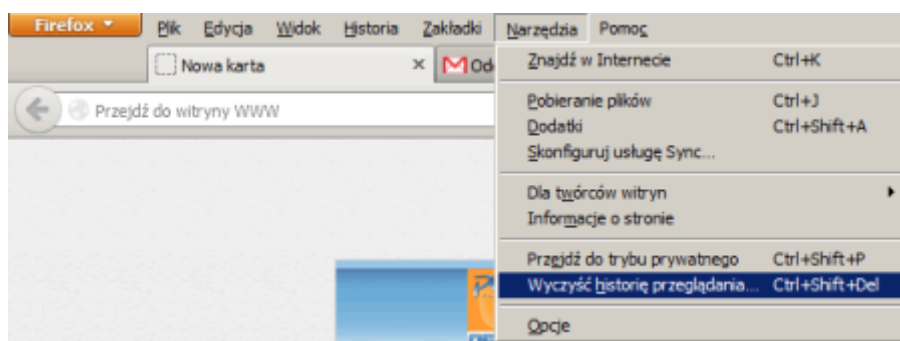 Firefox
Plik Edycja Widok Historia Zakładki Narzędzia Pomoc
Nowa karta
Przejdź do witryny WWW
Znajdź w Internecie Ctrl+K
Pobieranie plików Ctrl+J
Dodatki Ctrl+Shift+A
Skonfiguruj usługę Sync...
Dla twórców witryn
Informacje o stronie
Przejdź do trybu prywatnego Ctrl+Shift+P
Wyczyść historię przeglądania... Ctrl+Shift+Del
Opcje